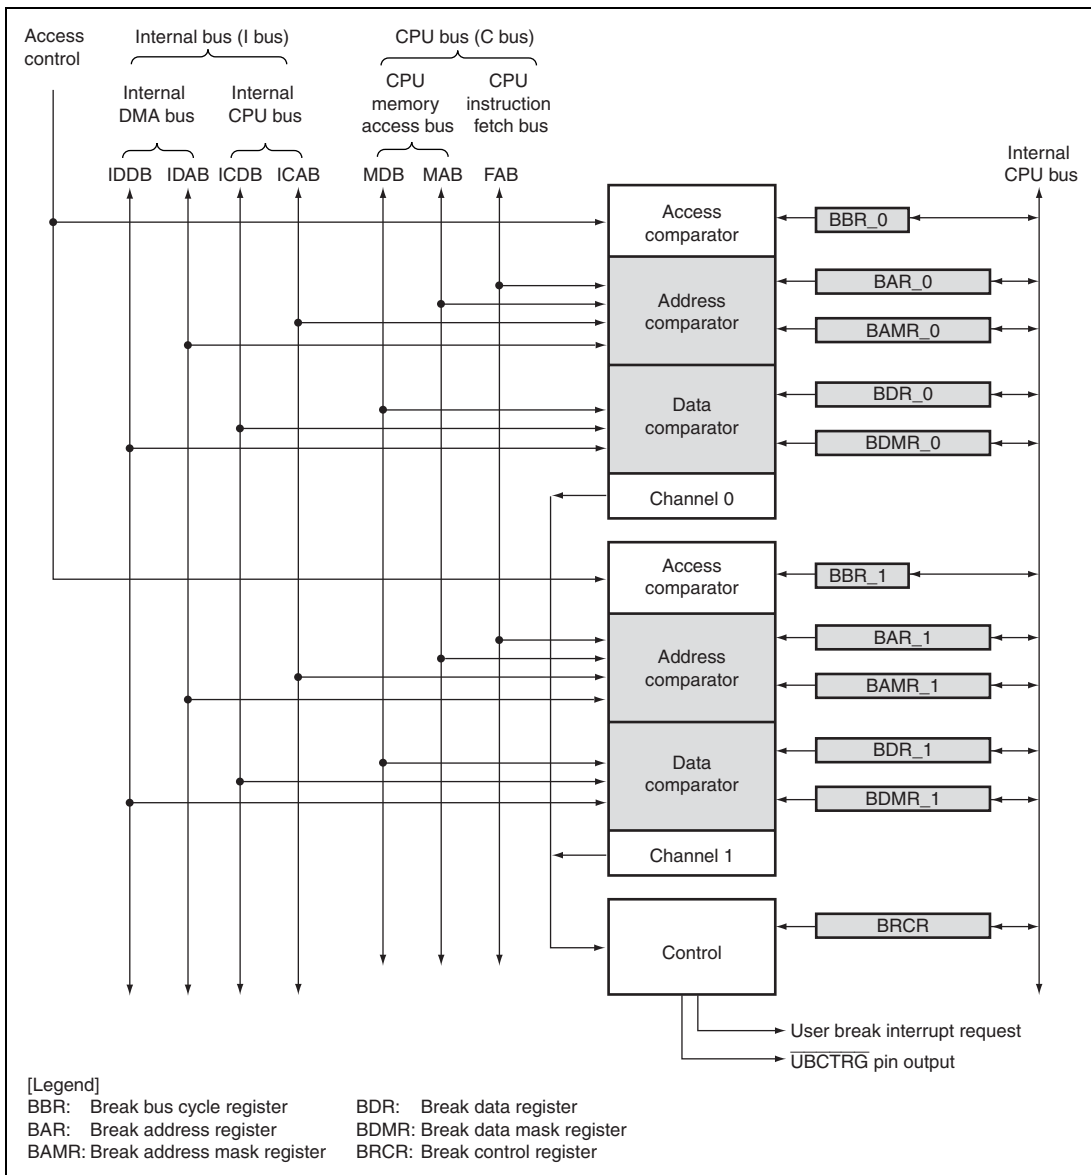 Access
control
Internal bus (I bus)
CPU bus (C bus)
Internal
DMA bus
Internal
CPU bus
CPU
memory
access bus
CPU
instruction
fetch bus
IDDB IDAB ICDB ICAB MDB MAB FAB
Internal
CPU bus
Access
comparator
BBR_0
Address
comparator
BAR_0
BAMR_0
Data
comparator
BDR_0
BDMR_0
Channel 0
Access
comparator
BBR_1
Address
comparator
BAR_1
BAMR_1
Data
comparator
BDR_1
BDMR_1
Channel 1
Control
BRCR
User break interrupt request
UBCTRG pin output
[Legend]
BBR: Break bus cycle register
BAR: Break address register
BAMR: Break address mask register
BDR: Break data register
BDMR: Break data mask register
BRCR: Break control register